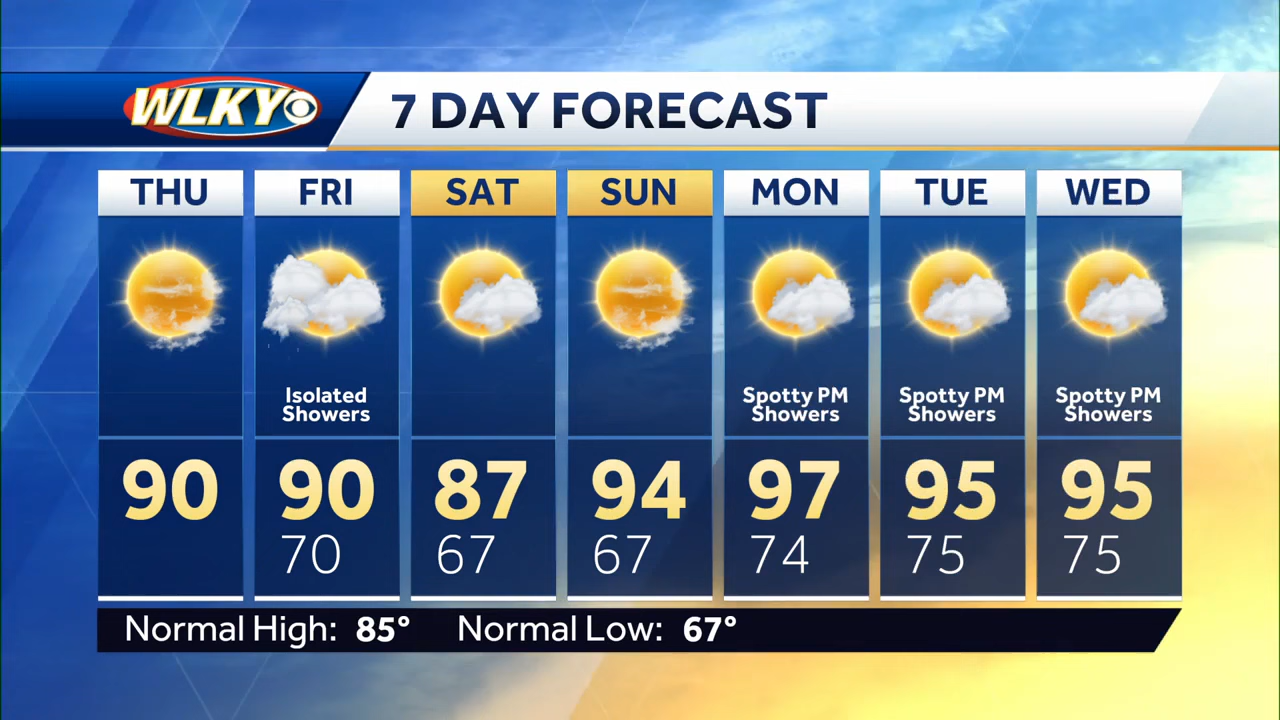 WLKY
7 DAY FORECAST
THU FRI SAT SUN MON TUE WED
Isolated
Showers
Spotty PM
Showers
Spotty PM
Showers
Spotty PM
Showers
90 90 87 94 97 95 95
70 67 67 74 75 75
Normal High: 85° Normal Low: 67°